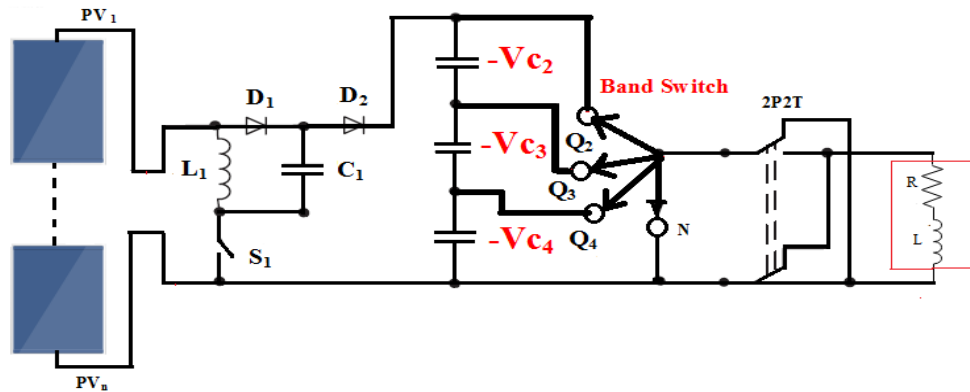 PV1
-Vc2
Band Switch
2P2T
D1
D2
Q2
L1
C1
-Vc3
Q3
R
Q4
N
L
S1
-Vc4
PVn